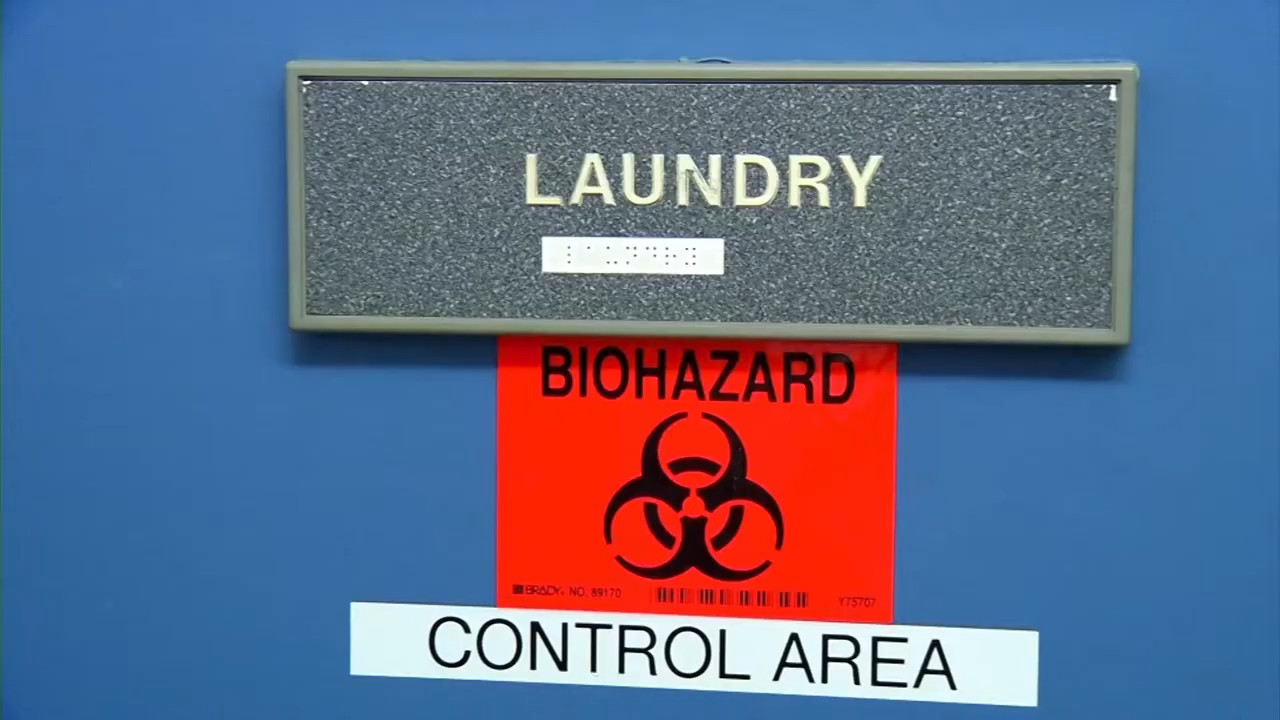 LAUNDRY
BIOHAZARD
BRADY. NO. 89170
Y75707
CONTROL AREA